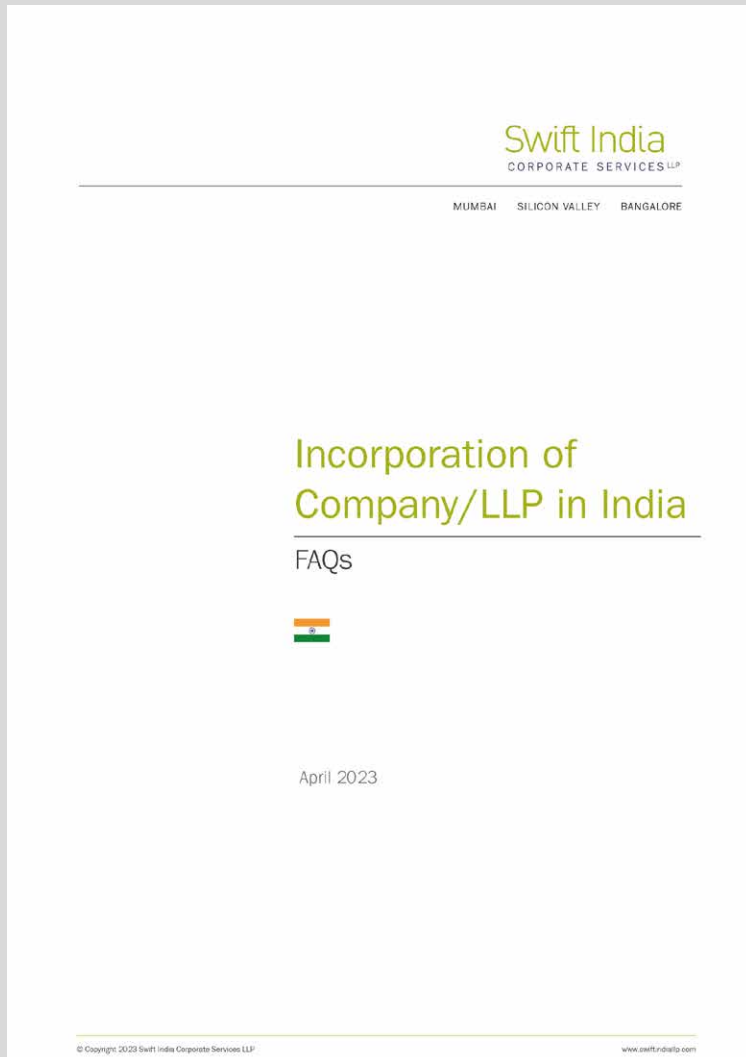 Swift India
CORPORATE SERVICES LLP
MUMBAI SILICON VALLEY BANGALORE
Incorporation of
Company/LLP in India
FAQs
April 2023
© Copyright 2023 Swift India Corporate Services LLP
www.swiftindiallp.com